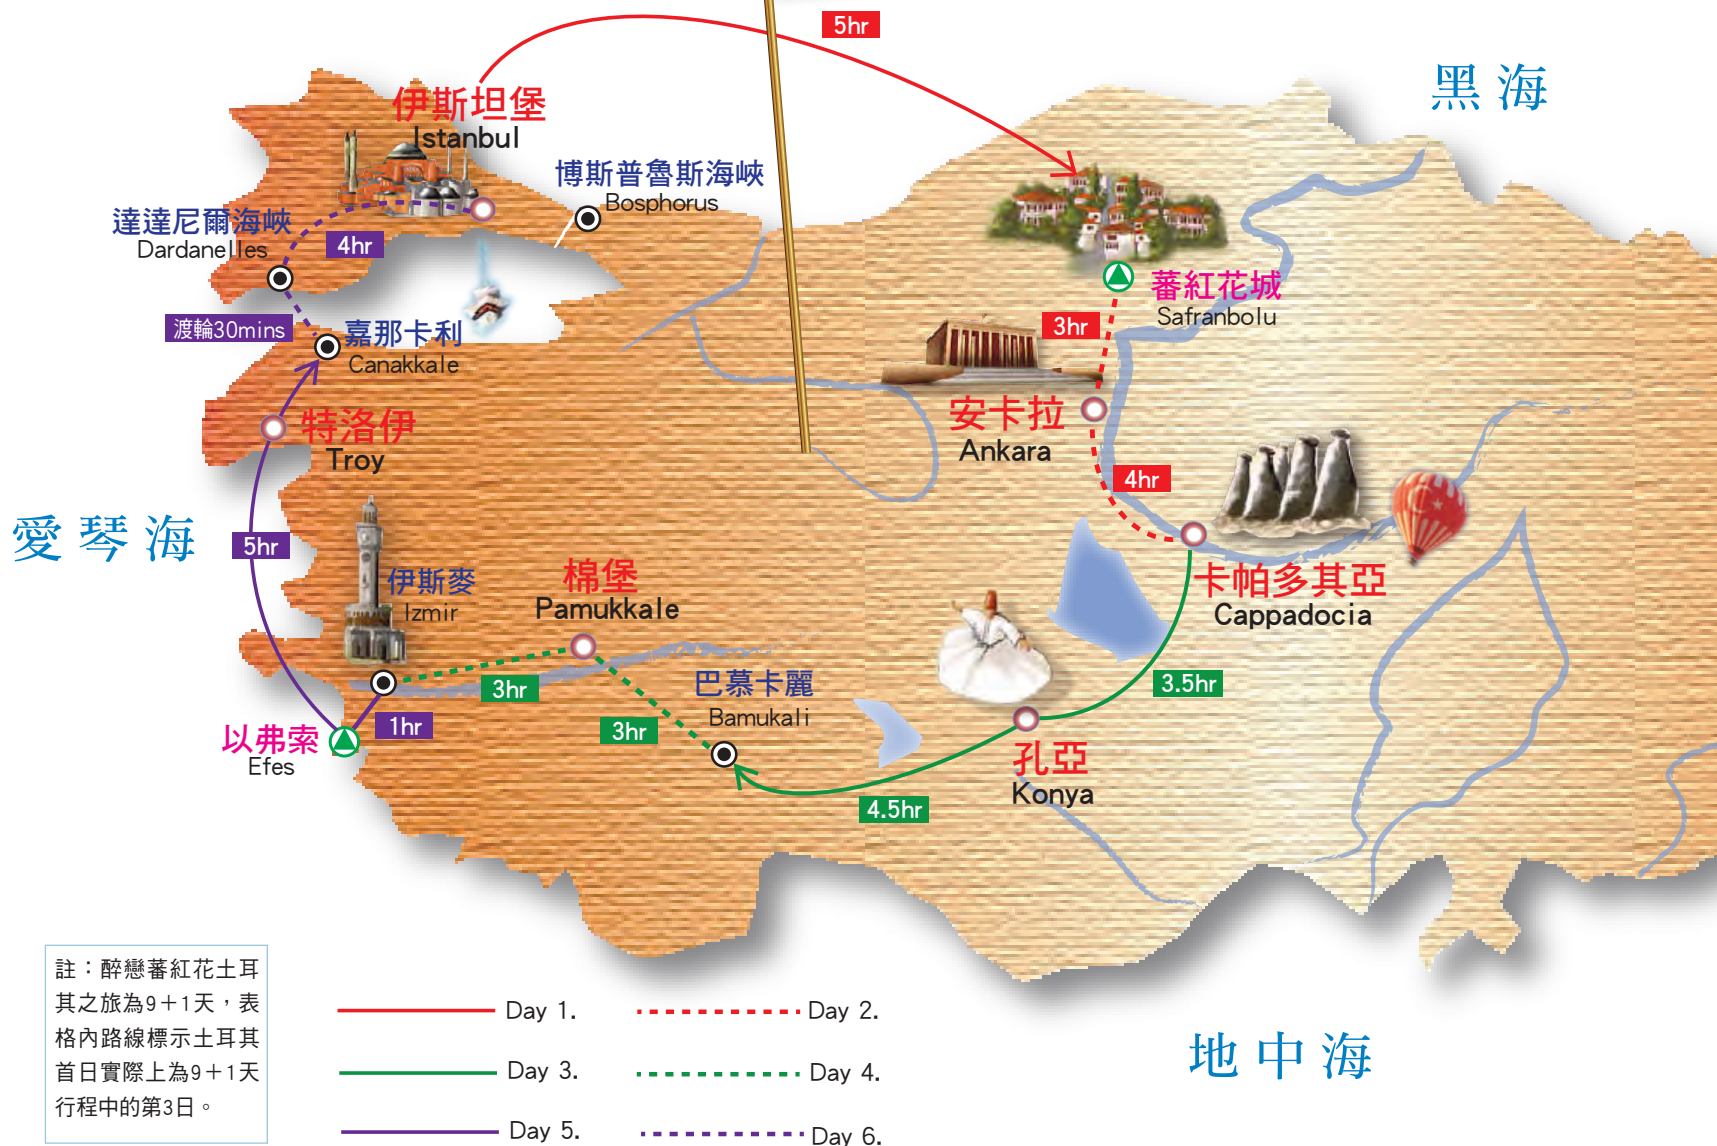 5hr
黑海
伊斯坦堡
Istanbul
博斯普魯斯海峽
Bosphorus
達達尼爾海峽
Dardanelles
4hr
蕃紅花城
Safranbolu
渡輪30mins
嘉那卡利
Canakkale
3hr
安卡拉
Ankara
特洛伊
Troy
4hr
愛琴海
5hr
伊斯麥
Izmir
棉堡
Pamukkale
卡帕多其亞
Cappadocia
3hr
巴慕卡麗
Bamukali
3.5hr
1hr
3hr
以弗索
Efes
孔亞
Konya
4.5hr
註：醉戀蕃紅花土耳
其之旅為9＋1天，表
格內路線標示土耳其
首日實際上為9＋1天
行程中的第3日。
Day 1.
Day 2.
Day 3.
Day 4.
Day 5.
Day 6.
地中海